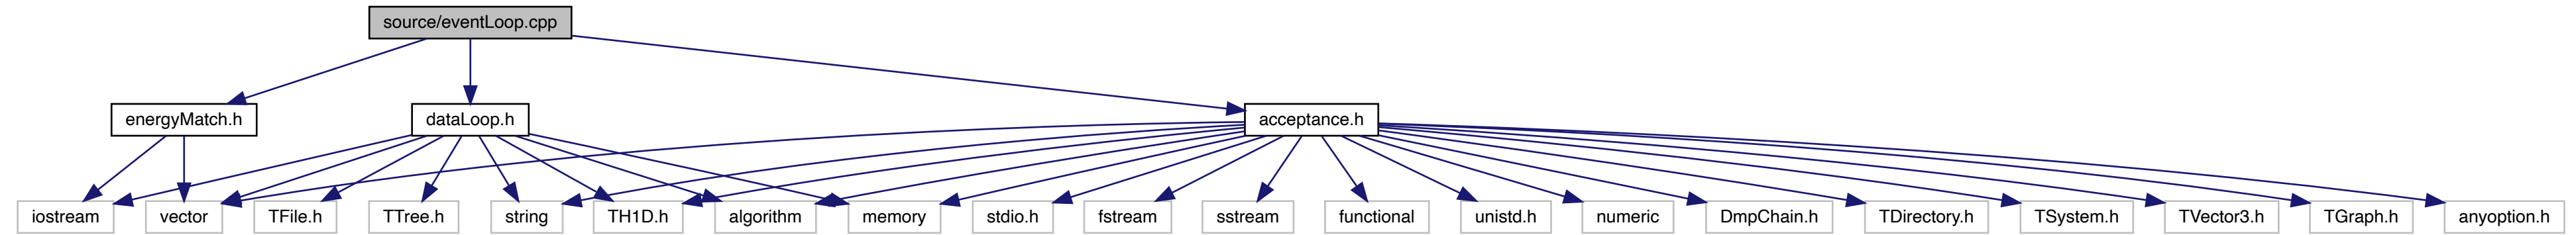 source/eventLoop.cpp
energyMatch.h
dataLoop.h
acceptance.h
iostream
vector
TFile.h
TTree.h
string
TH1D.h
algorithm
memory
stdio.h
fstream
sstream
functional
unistd.h
numeric
DmpChain.h
TDirectory.h
TSystem.h
TVector3.h
TGraph.h
anyoption.h